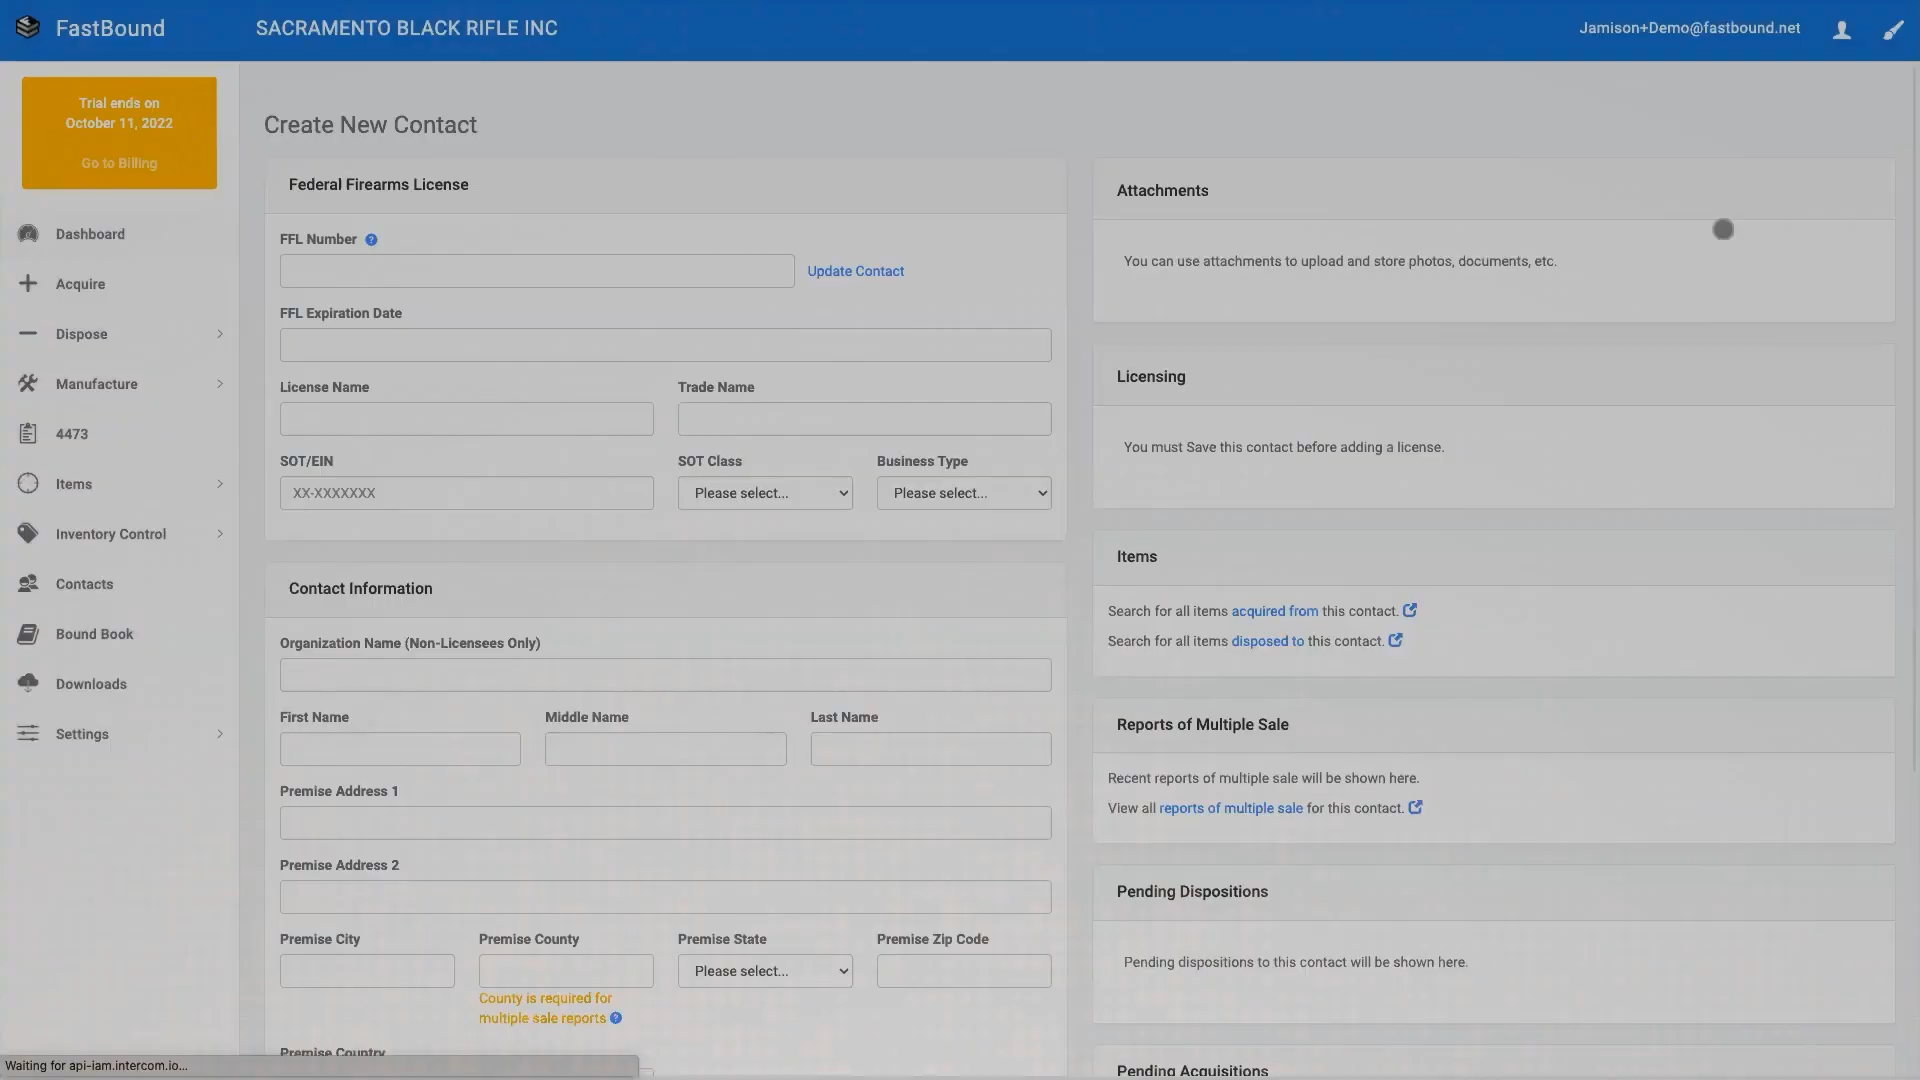 FastBound
SACRAMENTO BLACK RIFLE INC
Jamison+Demo@fastbound.net
Trial ends on
October 11, 2022
Go to Billing
Dashboard
Acquire
Dispose
Manufacture
4473
Items
Inventory Control
Contacts
Bound Book
Downloads
Settings
Create New Contact
Federal Firearms License
FFL Number ?
Update Contact
FFL Expiration Date
License Name
Trade Name
SOT/EIN
SOT Class
Business Type
XX-XXXXXXX
Please select...
Please select...
Contact Information
Organization Name (Non-Licensees Only)
First Name
Middle Name
Last Name
Premise Address 1
Premise Address 2
Premise City
Premise County
Premise State
Premise Zip Code
Please select...
County is required for
multiple sale reports ?
Premise Country
Attachments
You can use attachments to upload and store photos, documents, etc.
Licensing
You must Save this contact before adding a license.
Items
Search for all items acquired from this contact.
Search for all items disposed to this contact.
Reports of Multiple Sale
Recent reports of multiple sale will be shown here.
View all reports of multiple sale for this contact.
Pending Dispositions
Pending dispositions to this contact will be shown here.
Pending Acquisitions
Waiting for api-iam.intercom.io...